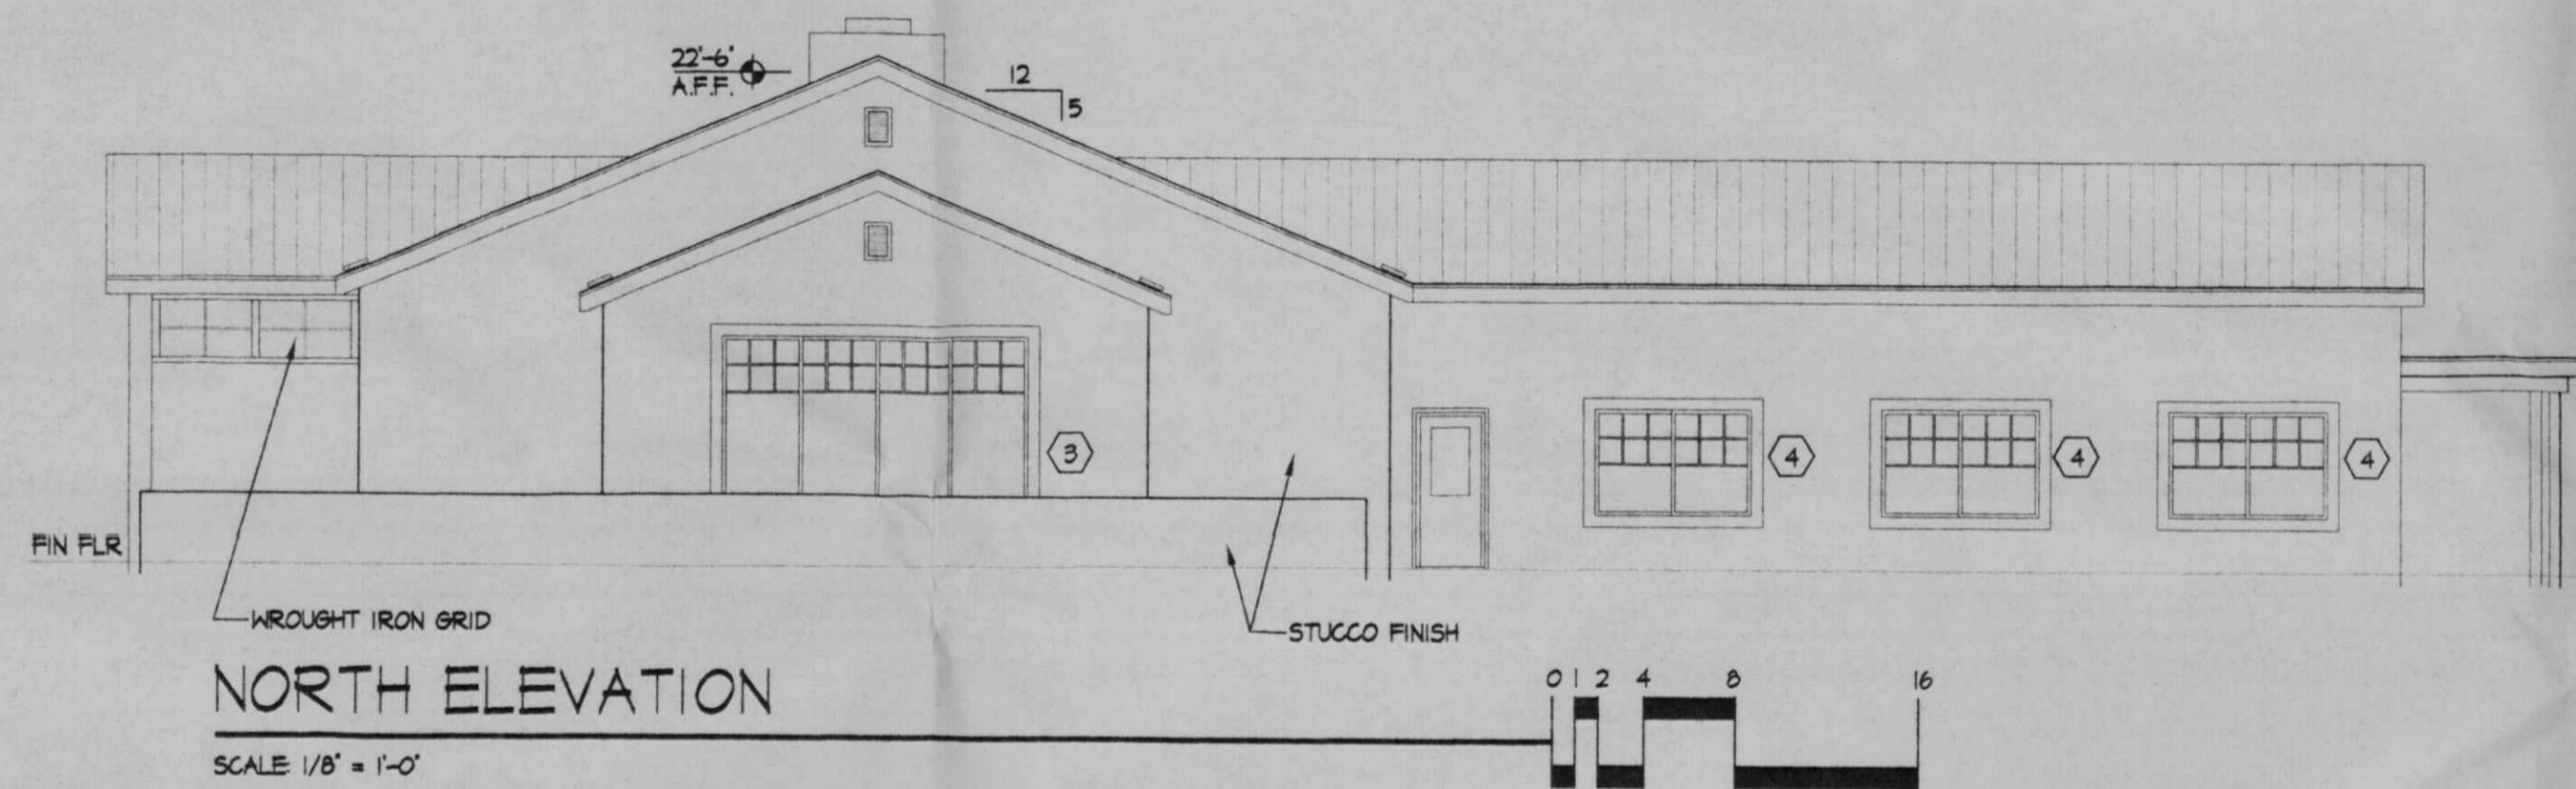 22'-6"
A.F.F.
12
5
3
4
4
4
FIN FLR
WROUGHT IRON GRID
STUCCO FINISH
NORTH ELEVATION
0 1 2 4 8 16
SCALE: 1/8" = 1'-0"